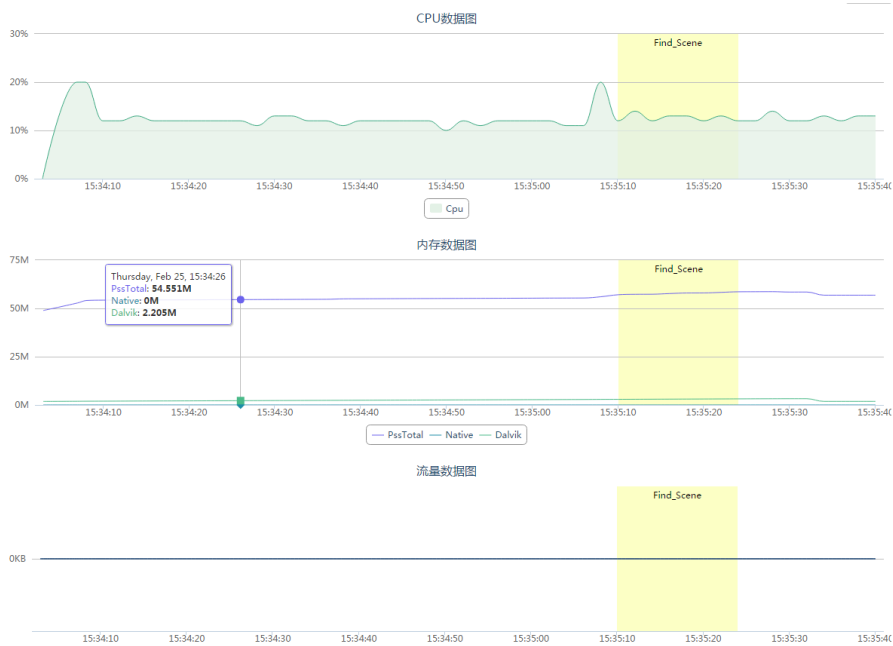 CPU数据图
30%
Find_Scene
20%
10%
0%
15:34:10 15:34:20 15:34:30 15:34:40 15:34:50 15:35:00 15:35:10 15:35:20 15:35:30 15:35:40
Cpu
内存数据图
75M
Find_Scene
Thursday, Feb 25, 15:34:26
PssTotal: 54.551M
Native: 0M
Dalvik: 2.205M
50M
25M
0M
15:34:10 15:34:20 15:34:30 15:34:40 15:34:50 15:35:00 15:35:10 15:35:20 15:35:30 15:35:40
PssTotal Native Dalvik
流量数据图
Find_Scene
0KB
15:34:10 15:34:20 15:34:30 15:34:40 15:34:50 15:35:00 15:35:10 15:35:20 15:35:30 15:35:40